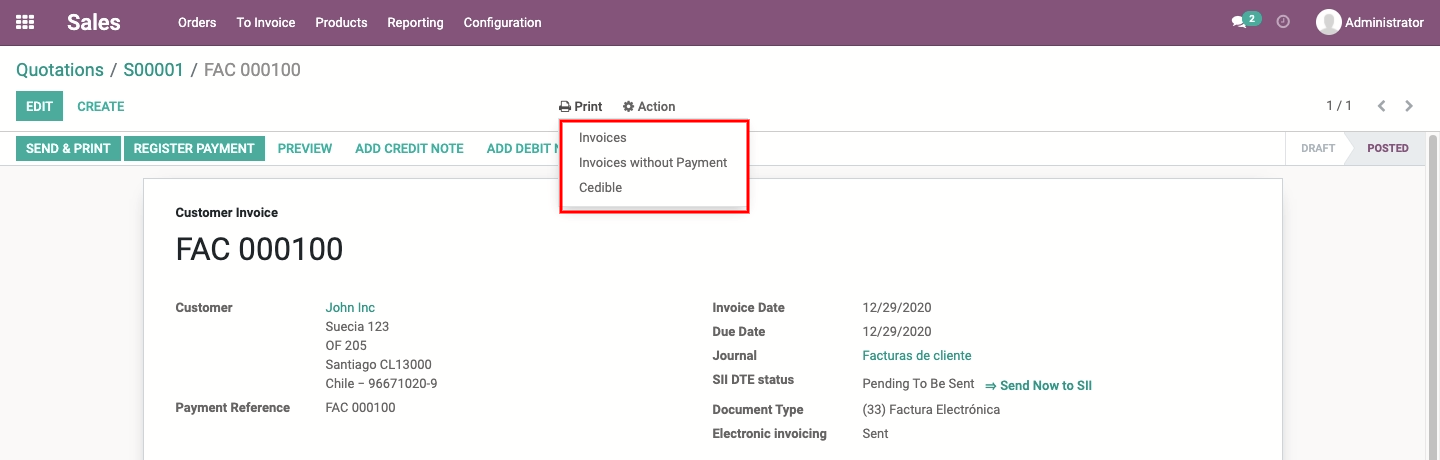 Sales Orders To Invoice Products Reporting Configuration 2 Administrator
Quotations / S00001 / FAC 000100
EDIT CREATE Print Action 1 / 1
Invoices
Invoices without Payment
Cedible
SEND & PRINT REGISTER PAYMENT PREVIEW ADD CREDIT NOTE ADD DEBIT DRAFT POSTED
Customer Invoice
FAC 000100
Customer John Inc
Suecia 123
OF 205
Santiago CL13000
Chile – 96671020-9
Payment Reference FAC 000100
Invoice Date 12/29/2020
Due Date 12/29/2020
Journal Facturas de cliente
SII DTE status Pending To Be Sent ⇒ Send Now to SII
Document Type (33) Factura Electrónica
Electronic invoicing Sent